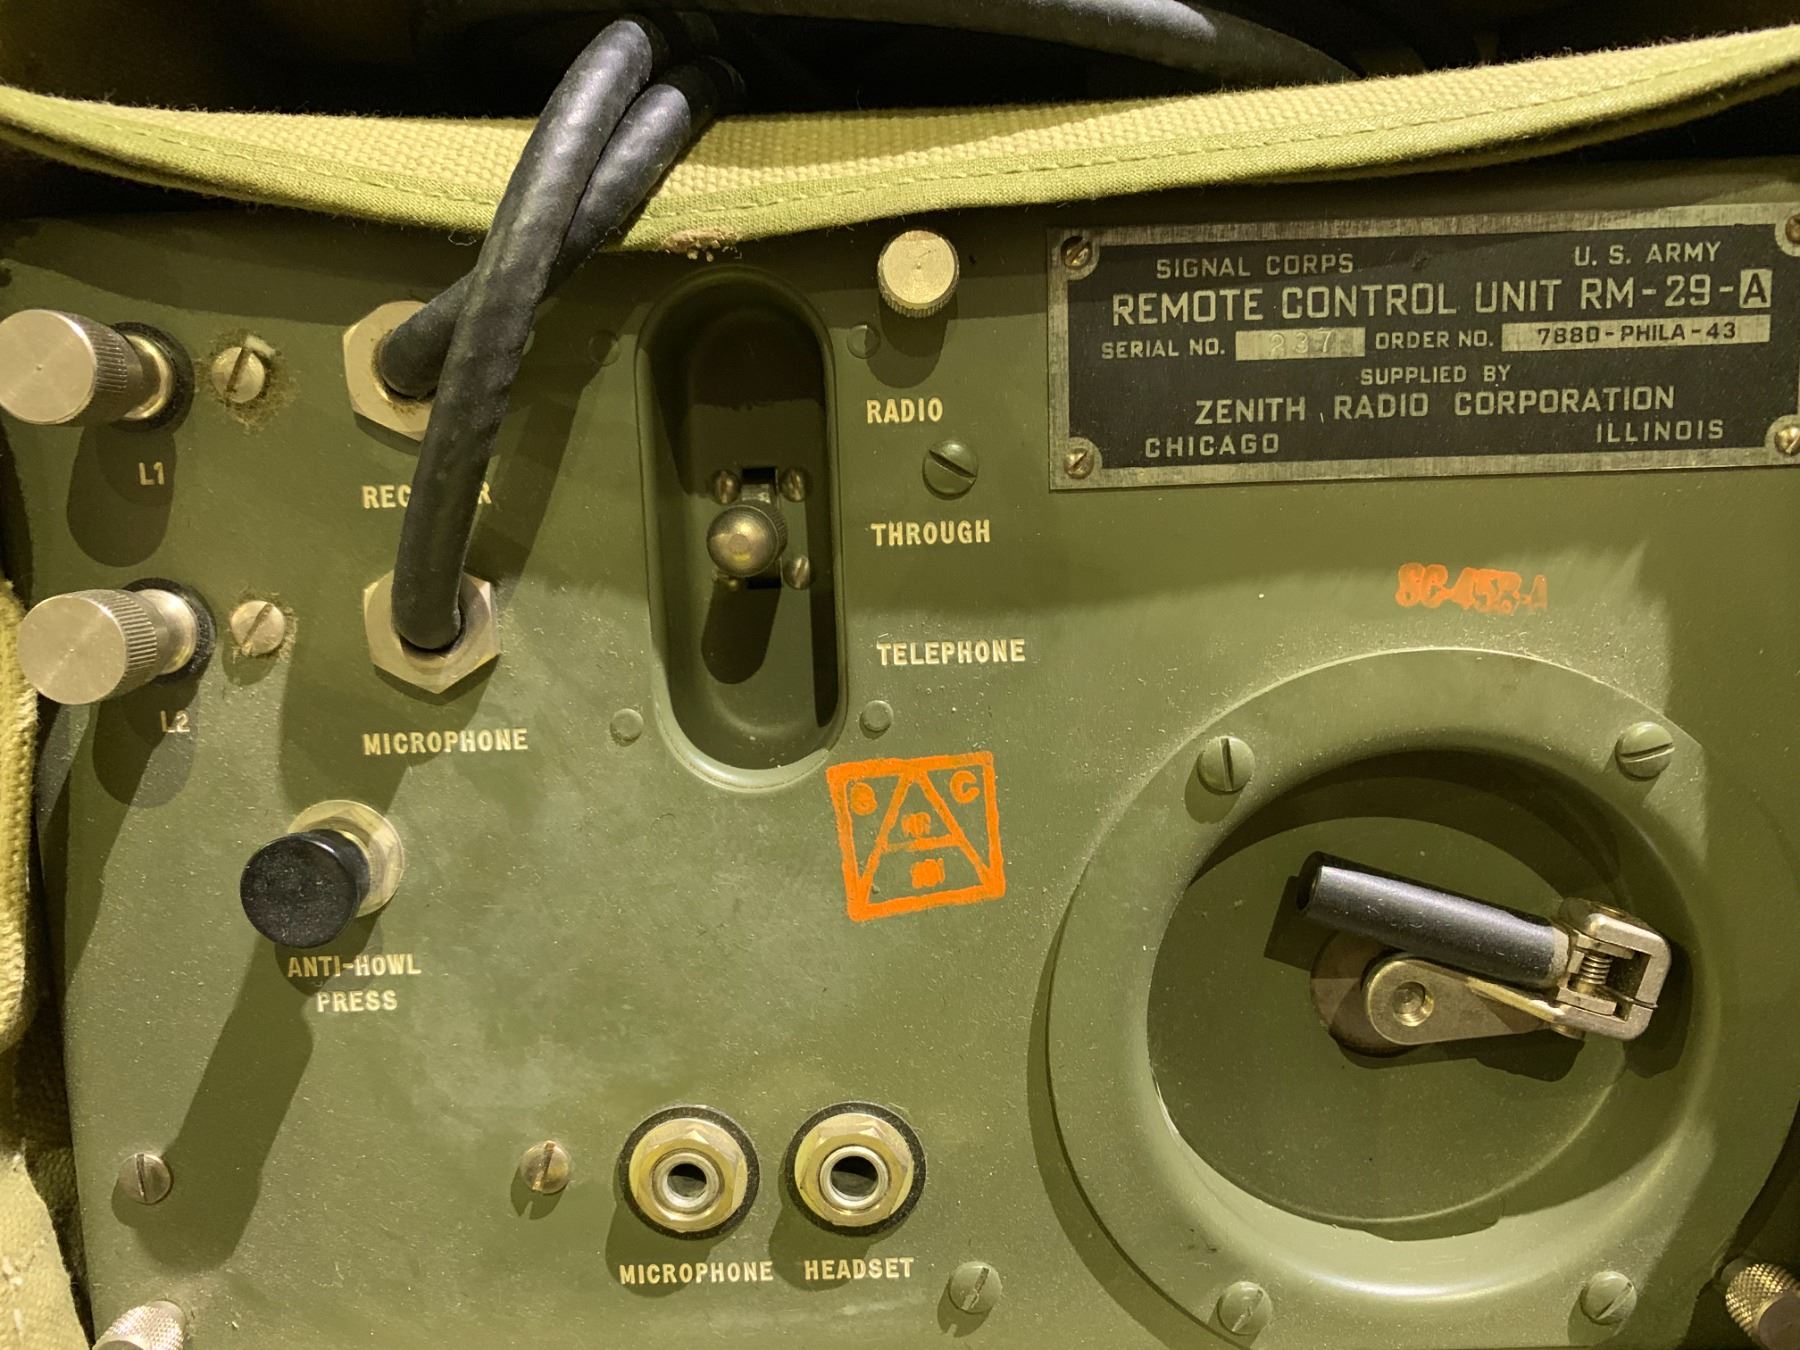 SIGNAL CORPS U. S. ARMY
REMOTE CONTROL UNIT RM-29-A
SERIAL NO. 237 ORDER NO. 7880-PHILA-43
SUPPLIED BY
ZENITH RADIO CORPORATION
CHICAGO ILLINOIS
RADIO
L1
THROUGH
TELEPHONE
L2
MICROPHONE
S C
ANTI-HOWL
PRESS
MICROPHONE HEADSET